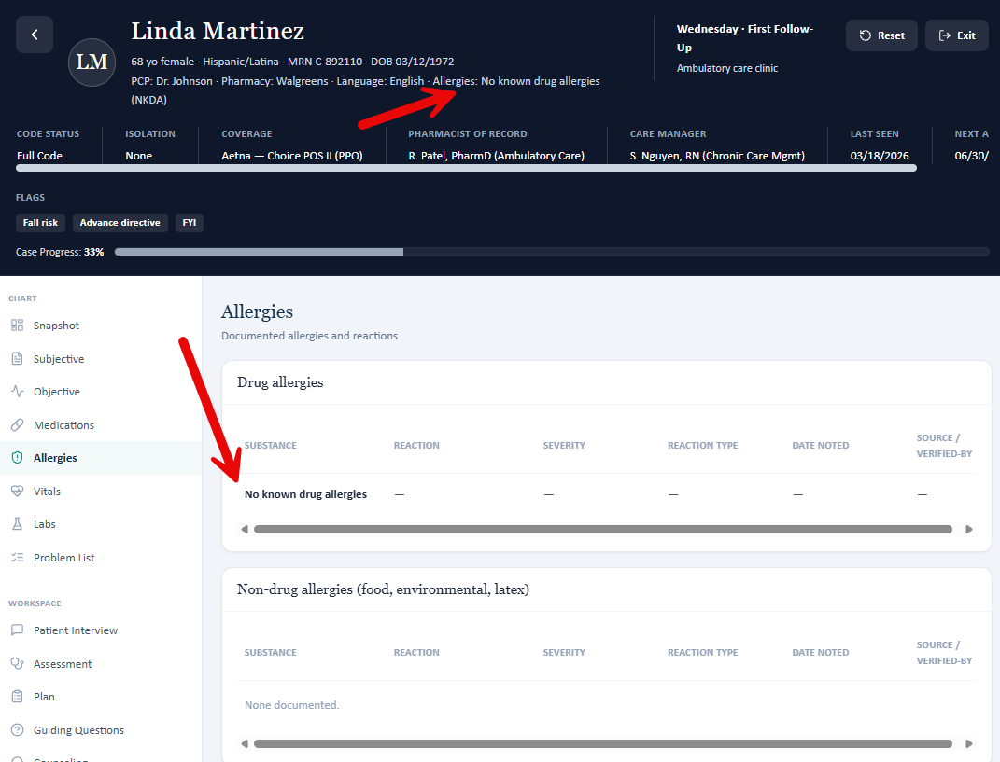 Linda Martinez
LM
68 yo female · Hispanic/Latina · MRN C-892110 · DOB 03/12/1972
PCP: Dr. Johnson · Pharmacy: Walgreens · Language: English · Allergies: No known drug allergies
(NKDA)
Wednesday · First Follow-
Up
Ambulatory care clinic
Reset
Exit
CODE STATUS
Full Code
ISOLATION
None
COVERAGE
Aetna — Choice POS II (PPO)
PHARMACIST OF RECORD
R. Patel, PharmD (Ambulatory Care)
CARE MANAGER
S. Nguyen, RN (Chronic Care Mgmt)
LAST SEEN
03/18/2026
NEXT A
06/30/
FLAGS
Fall risk
Advance directive
FYI
Case Progress: 33%
CHART
Snapshot
Subjective
Objective
Medications
Allergies
Vitals
Labs
Problem List
WORKSPACE
Patient Interview
Assessment
Plan
Guiding Questions
Counseling
Allergies
Documented allergies and reactions
Drug allergies
SUBSTANCE REACTION SEVERITY REACTION TYPE DATE NOTED SOURCE /
VERIFIED-BY
No known drug allergies — — — — —
Non-drug allergies (food, environmental, latex)
SUBSTANCE REACTION SEVERITY REACTION TYPE DATE NOTED SOURCE /
VERIFIED-BY
None documented.